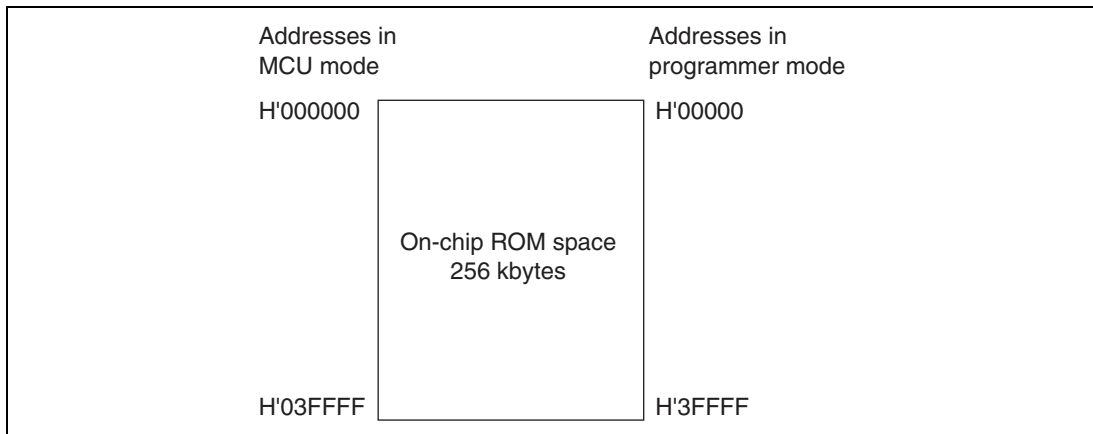 Addresses in
MCU mode
Addresses in
programmer mode
H'000000
H'00000
On-chip ROM space
256 kbytes
H'03FFFF
H'3FFFF